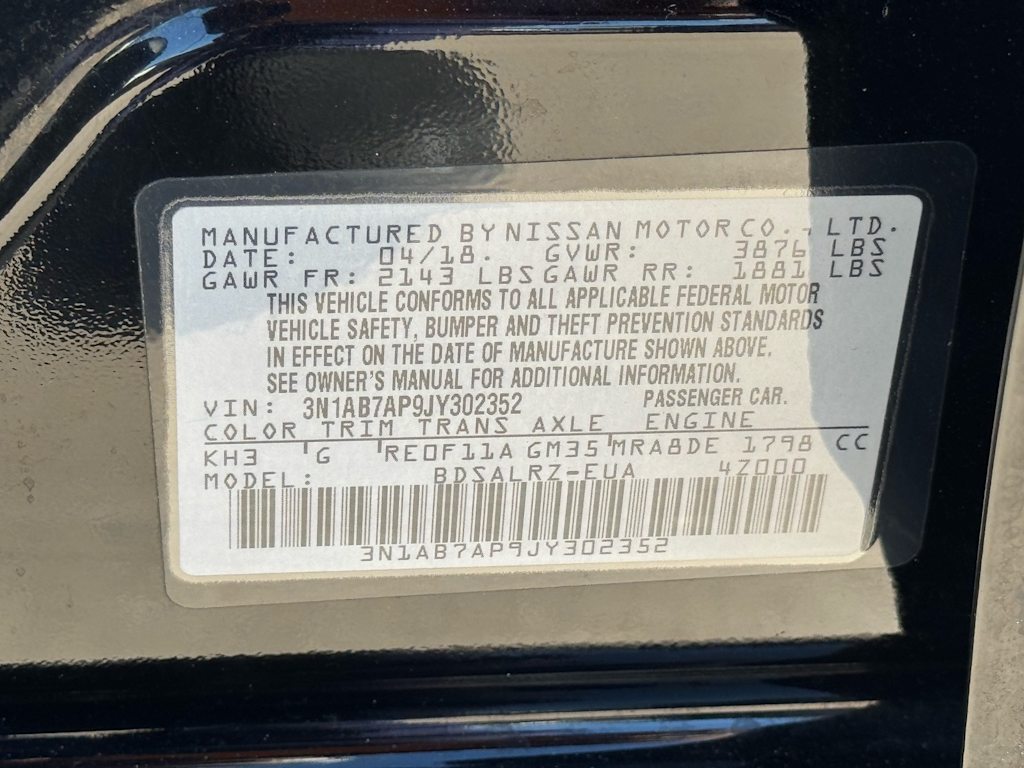 MANUFACTURED BY NISSAN MOTOR CO., LTD.
DATE: 04/18. GVWR: 3876 LBS
GAWR FR: 2143 LBS GAWR RR: 1881 LBS
THIS VEHICLE CONFORMS TO ALL APPLICABLE FEDERAL MOTOR
VEHICLE SAFETY, BUMPER AND THEFT PREVENTION STANDARDS
IN EFFECT ON THE DATE OF MANUFACTURE SHOWN ABOVE.
SEE OWNER'S MANUAL FOR ADDITIONAL INFORMATION.
VIN: 3N1AB7AP9JY302352 PASSENGER CAR.
COLOR TRIM TRANS AXLE ENGINE
KH3 G RE0F11A GM35 MRA8DE 1798 CC
MODEL: BDSALRZ-EUA 4Z000
3N1AB7AP9JY302352